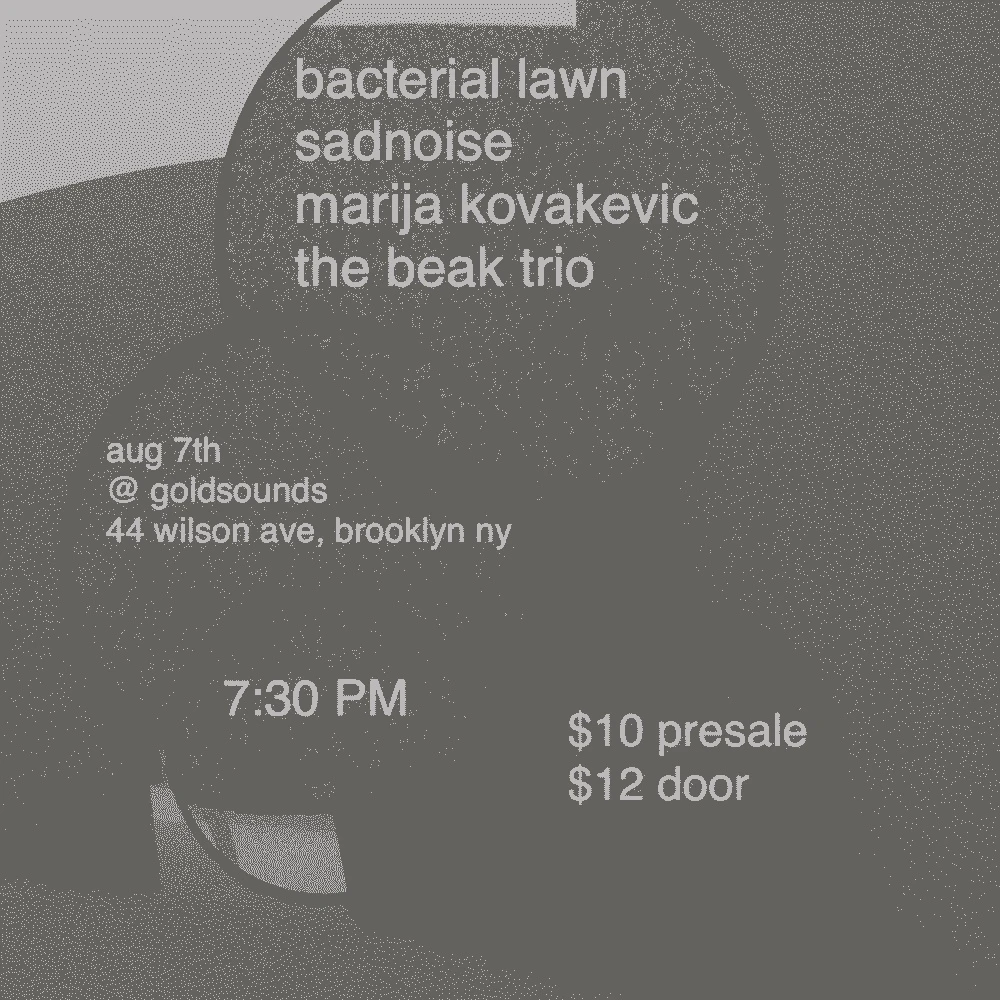 bacterial lawn
sadnoise
marija kovakevic
the beak trio
aug 7th
@ goldsounds
44 wilson ave, brooklyn ny
7:30 PM
$10 presale
$12 door